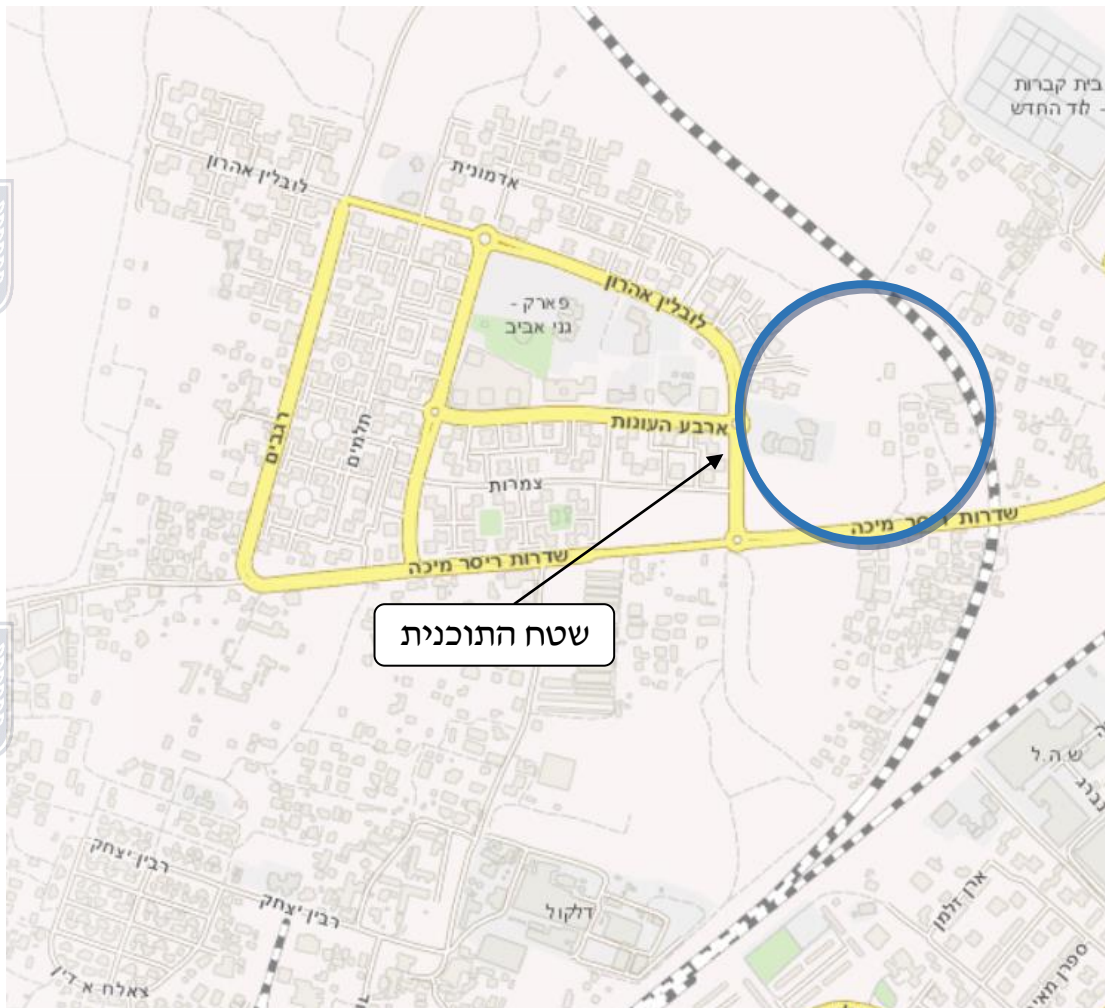 בית קברות
- לוד החדש
לובלין אהרון
אדמונית
לובלין אהרון
פארק -
גני אביב
רגבים
תלמים
ארבע העונות
צמרות
שדרות ריסר מיכה
שדרות ריסר מיכה
שטח התוכנית
ש.ה.ל
רבין יצחק
רבין יצחק
דלקול
ארן זלמן
צאלח א דין